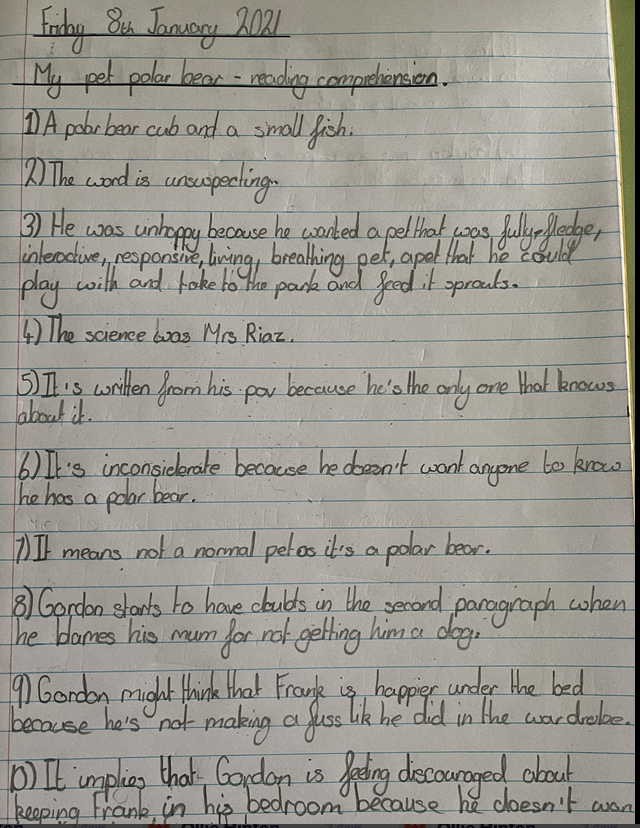 Friday 8th January 2021
My pet polar bear - reading comprehension.
1) A polar bear cub and a small fish.
2) The word is unsuspecting.
3) He was unhappy because he wanted a pet that was fully-fledge,
interactive, responsive, living, breathing pet, a pet that he could
play with and take to the park and feed it sprouts.
4) The science was Mrs Riaz.
5) It's written from his pov because he's the only one that knows
about it.
6) It's inconsiderate because he doesn't want anyone to know
he has a polar bear.
7) It means not a normal pet as it's a polar bear.
8) Gordon starts to have doubts in the second paragraph when
he blames his mum for not getting him a dog.
9) Gordon might think that Frank is happier under the bed
because he's not making a fuss like he did in the wardrobe.
10) It implies that Gordon is feeling discouraged about
keeping Frank in his bedroom because he doesn't wan